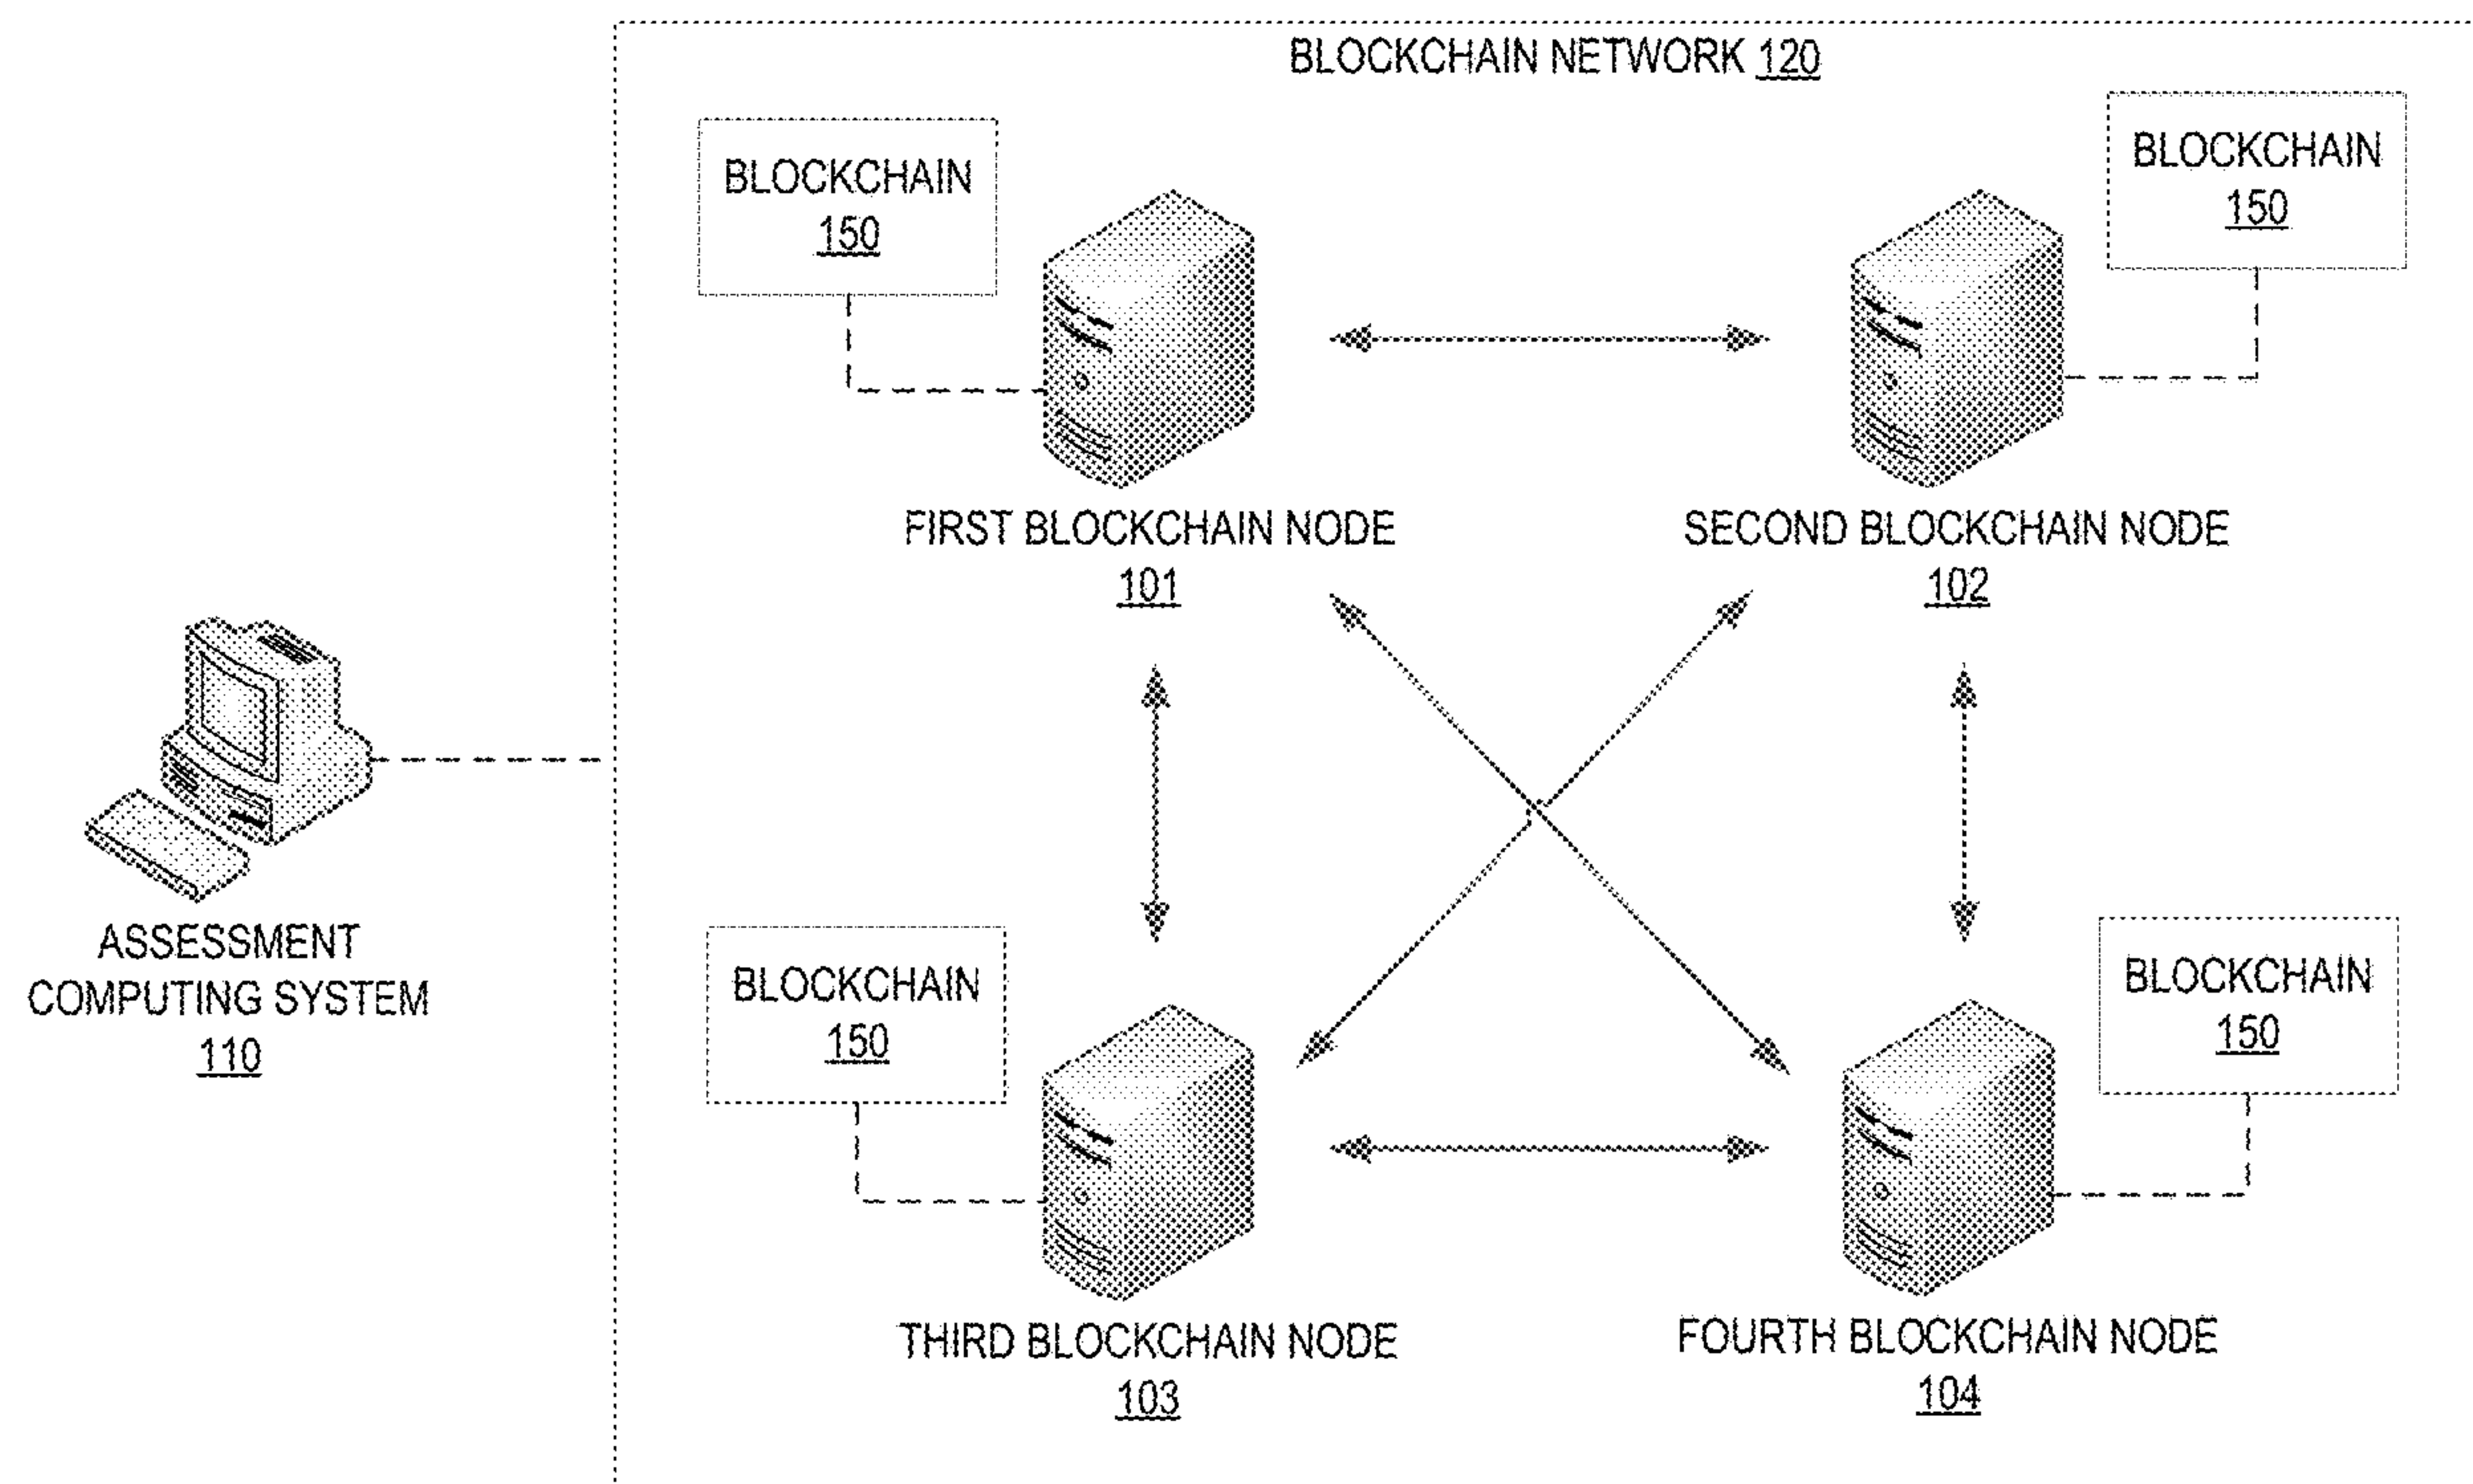 BLOCKCHAIN NETWORK 120
BLOCKCHAIN
150
BLOCKCHAIN
150
FIRST BLOCKCHAIN NODE
101
SECOND BLOCKCHAIN NODE
102
ASSESSMENT
COMPUTING SYSTEM
110
BLOCKCHAIN
150
BLOCKCHAIN
150
THIRD BLOCKCHAIN NODE
103
FOURTH BLOCKCHAIN NODE
104